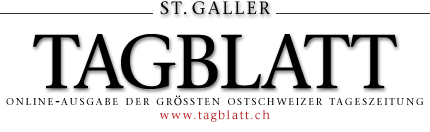 ST. GALLER
TAGBLATT
ONLINE-AUSGABE DER GRÖSSTEN OSTSCHWEIZER TAGESZEITUNG
www.tagblatt.ch